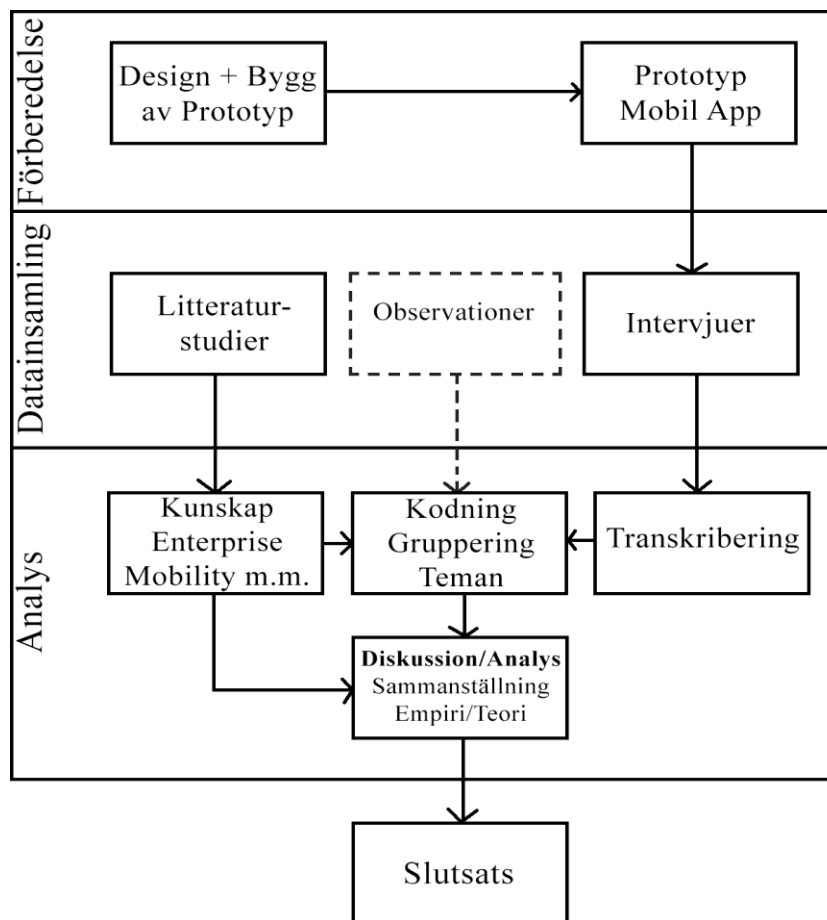 Förberedelse
Design + Bygg
av Prototyp
Prototyp
Mobil App
Datainsamling
Litteratur-
studier
Observationer
Intervjuer
Analys
Kunskap
Enterprise
Mobility m.m.
Kodning
Gruppering
Teman
Transkribering
Diskussion/Analys
Sammanställning
Empiri/Teori
Slutsats